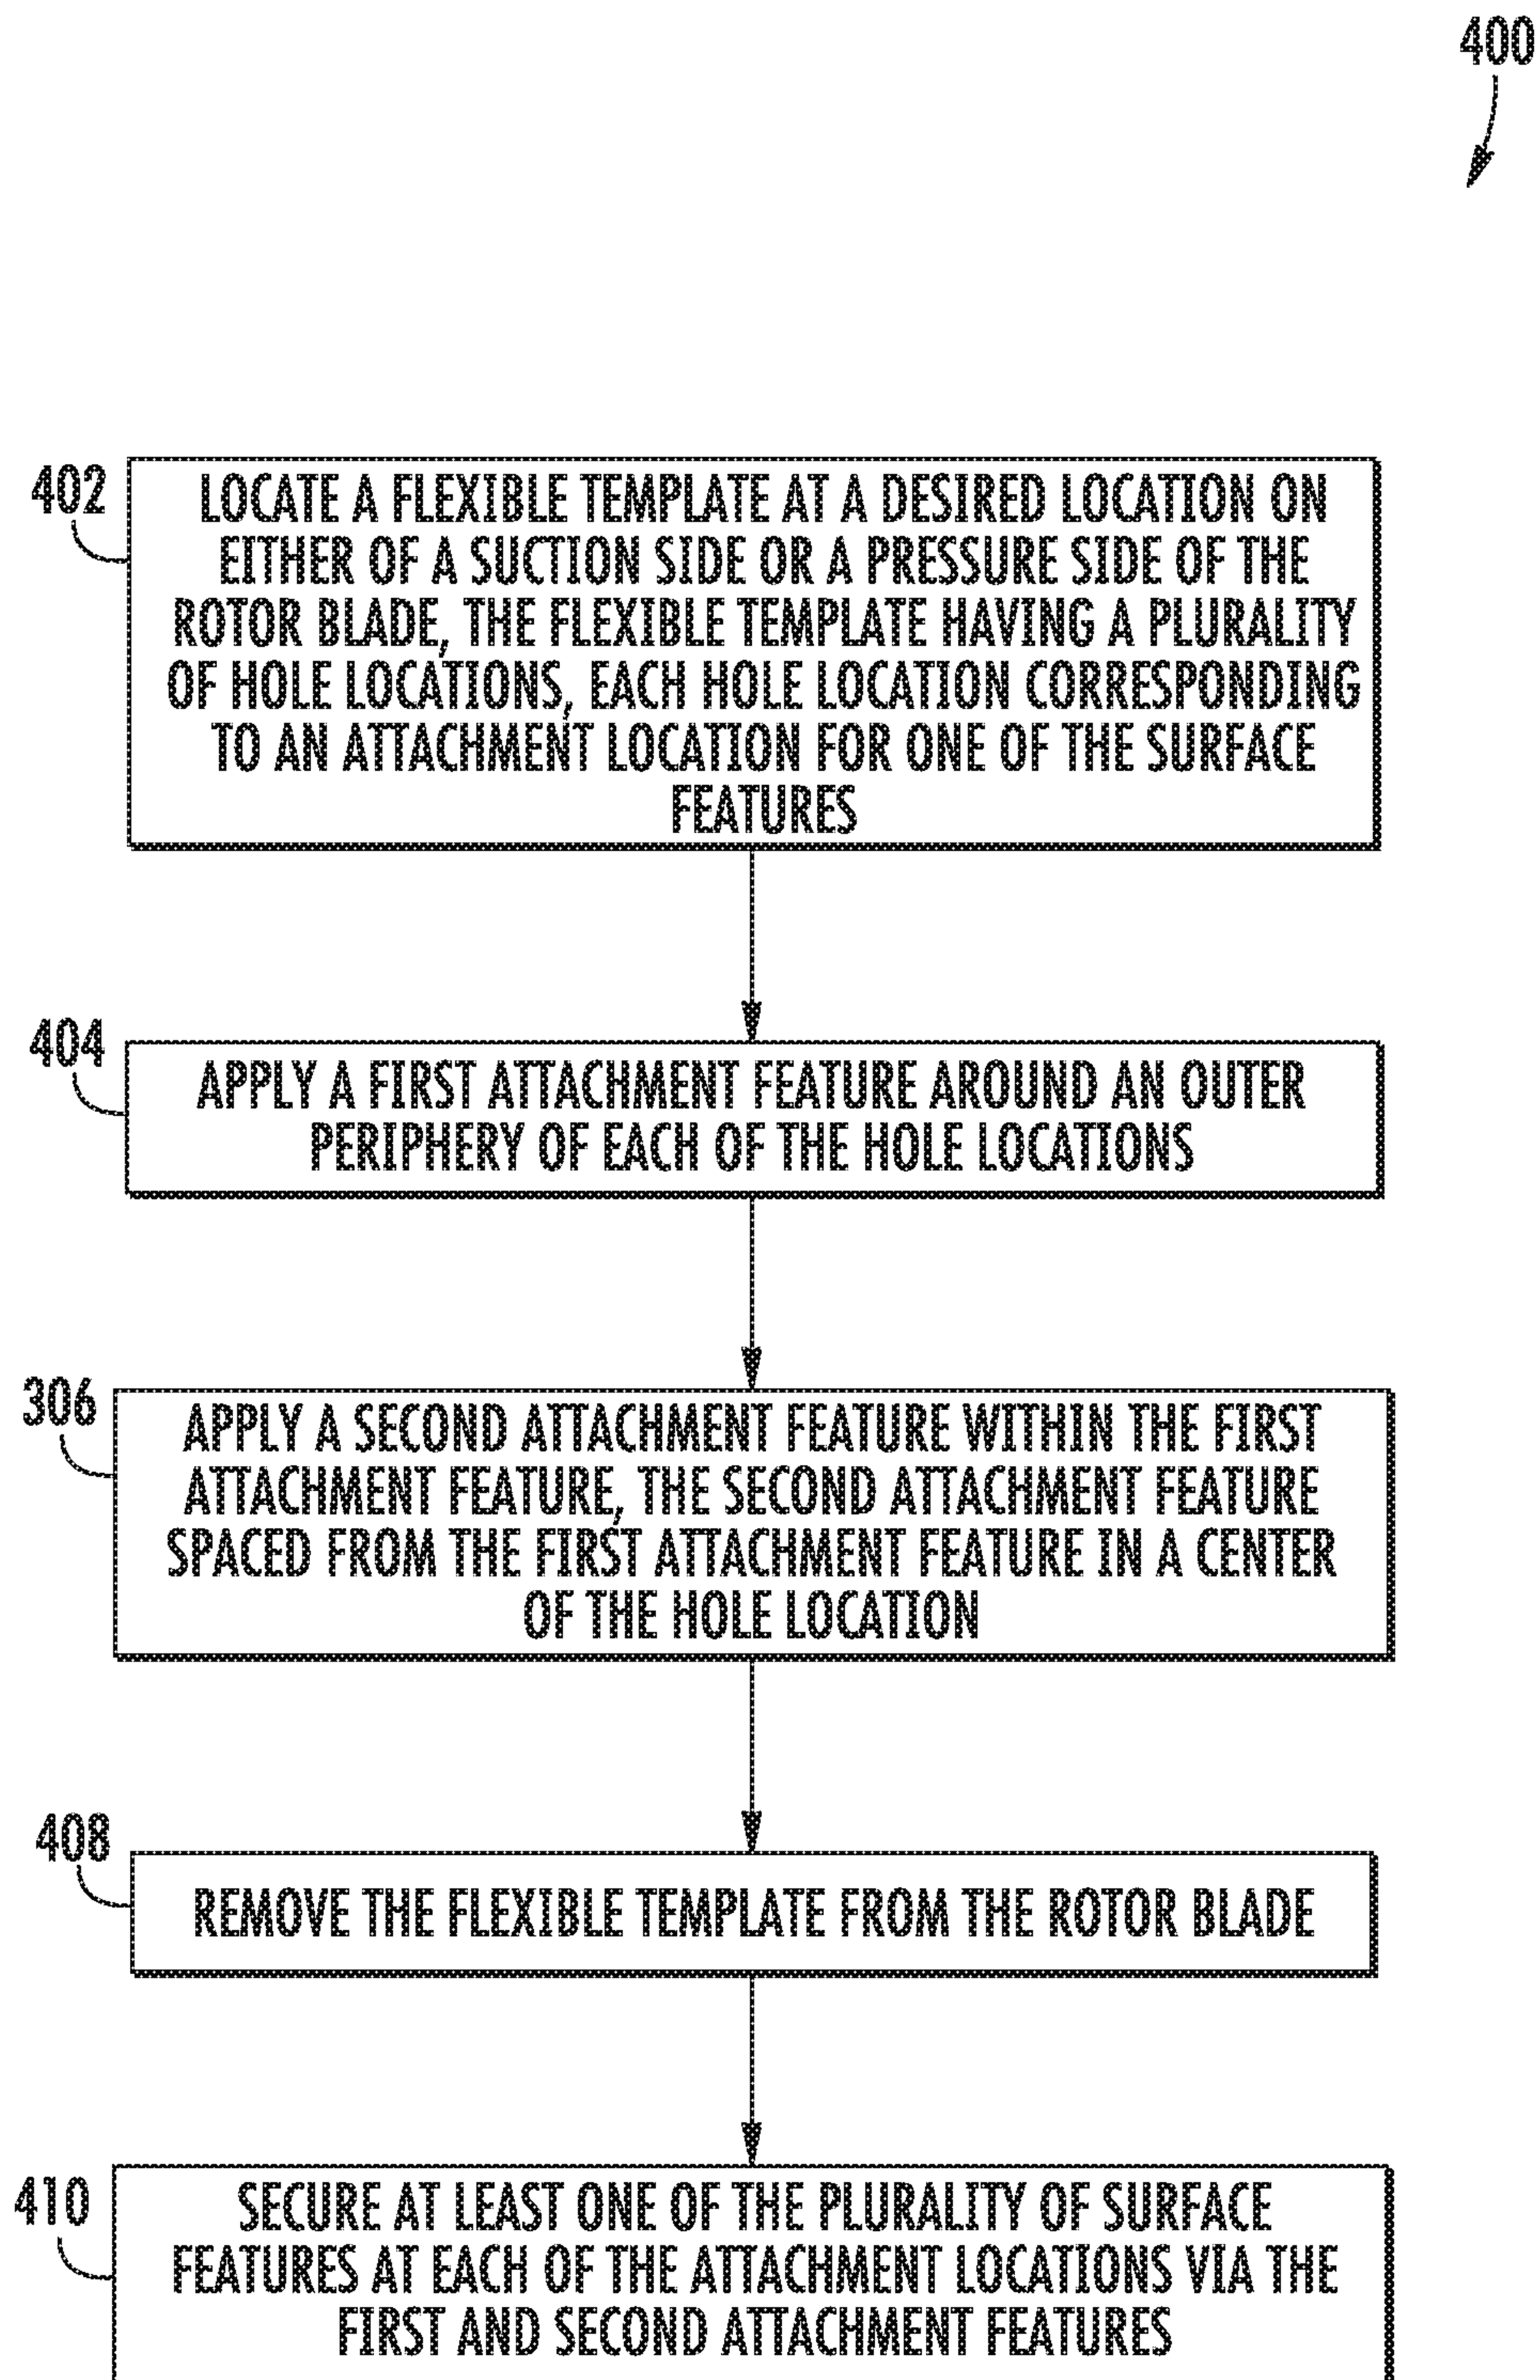 400
402
LOCATE A FLEXIBLE TEMPLATE AT A DESIRED LOCATION ON
EITHER OF A SUCTION SIDE OR A PRESSURE SIDE OF THE
ROTOR BLADE, THE FLEXIBLE TEMPLATE HAVING A PLURALITY
OF HOLE LOCATIONS, EACH HOLE LOCATION CORRESPONDING
TO AN ATTACHMENT LOCATION FOR ONE OF THE SURFACE
FEATURES
404
APPLY A FIRST ATTACHMENT FEATURE AROUND AN OUTER
PERIPHERY OF EACH OF THE HOLE LOCATIONS
306
APPLY A SECOND ATTACHMENT FEATURE WITHIN THE FIRST
ATTACHMENT FEATURE, THE SECOND ATTACHMENT FEATURE
SPACED FROM THE FIRST ATTACHMENT FEATURE IN A CENTER
OF THE HOLE LOCATION
408
REMOVE THE FLEXIBLE TEMPLATE FROM THE ROTOR BLADE
410
SECURE AT LEAST ONE OF THE PLURALITY OF SURFACE
FEATURES AT EACH OF THE ATTACHMENT LOCATIONS VIA THE
FIRST AND SECOND ATTACHMENT FEATURES